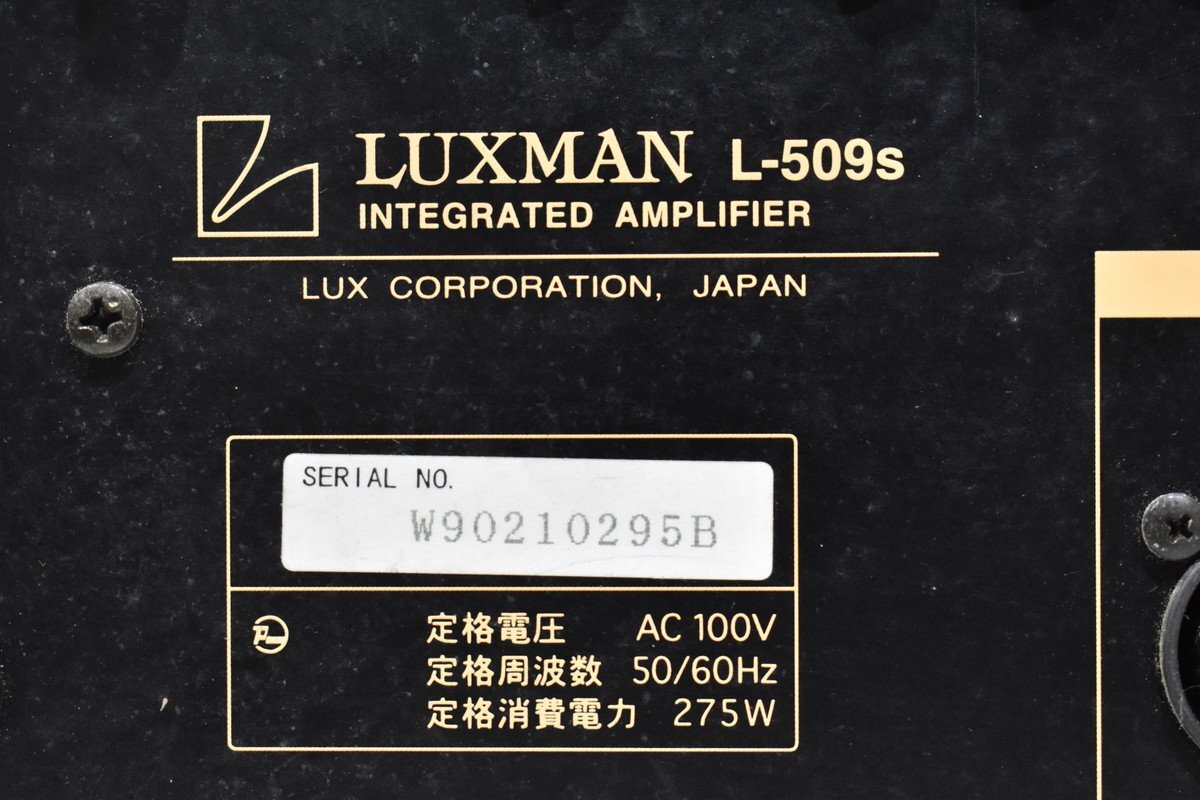 LUXMAN L-509s
INTEGRATED AMPLIFIER
LUX CORPORATION, JAPAN
SERIAL NO.
W90210295B
定格電圧 AC 100V
定格周波数 50/60Hz
定格消費電力 275W